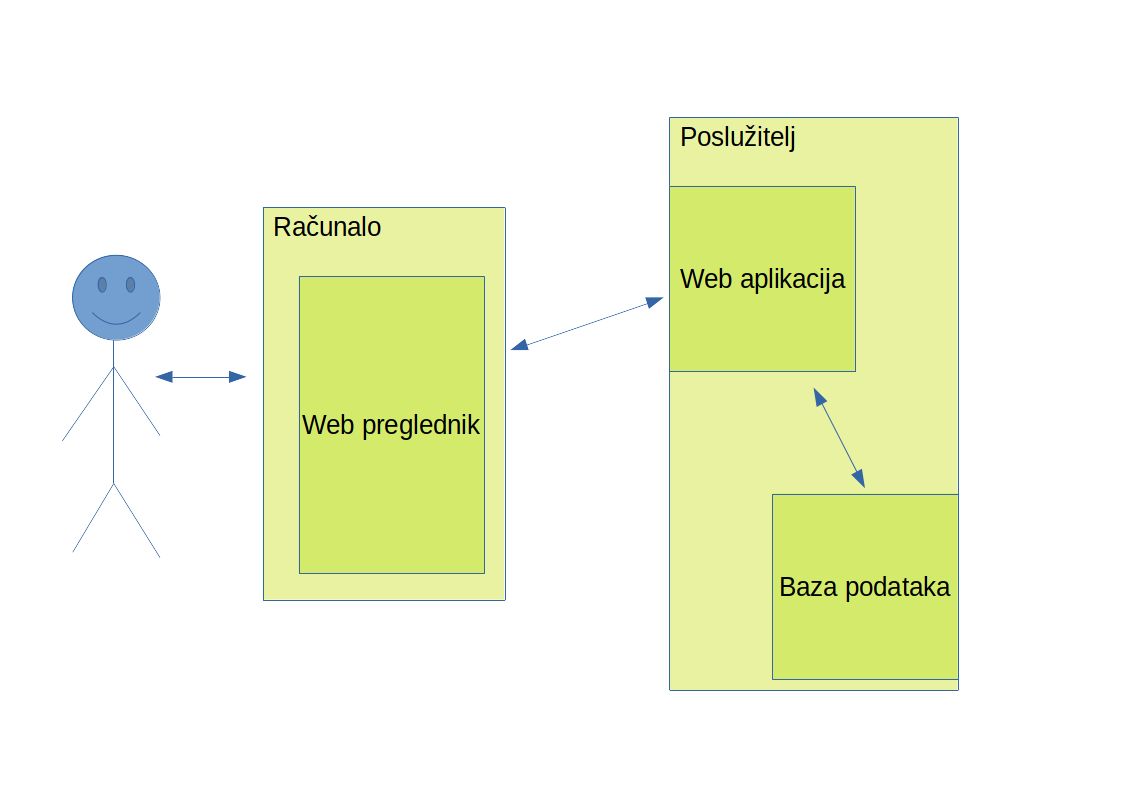 Računalo
Web preglednik
Poslužitelj
Web aplikacija
Baza podataka